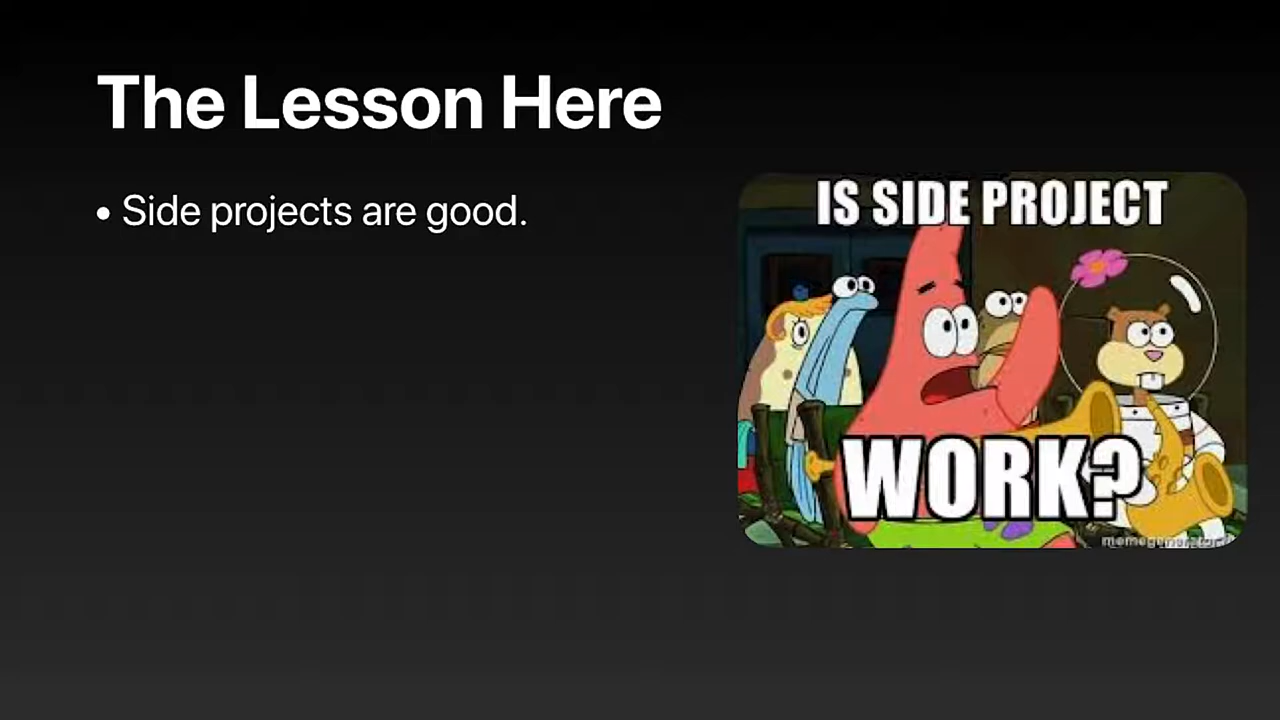 The Lesson Here
• Side projects are good.
IS SIDE PROJECT
WORK?